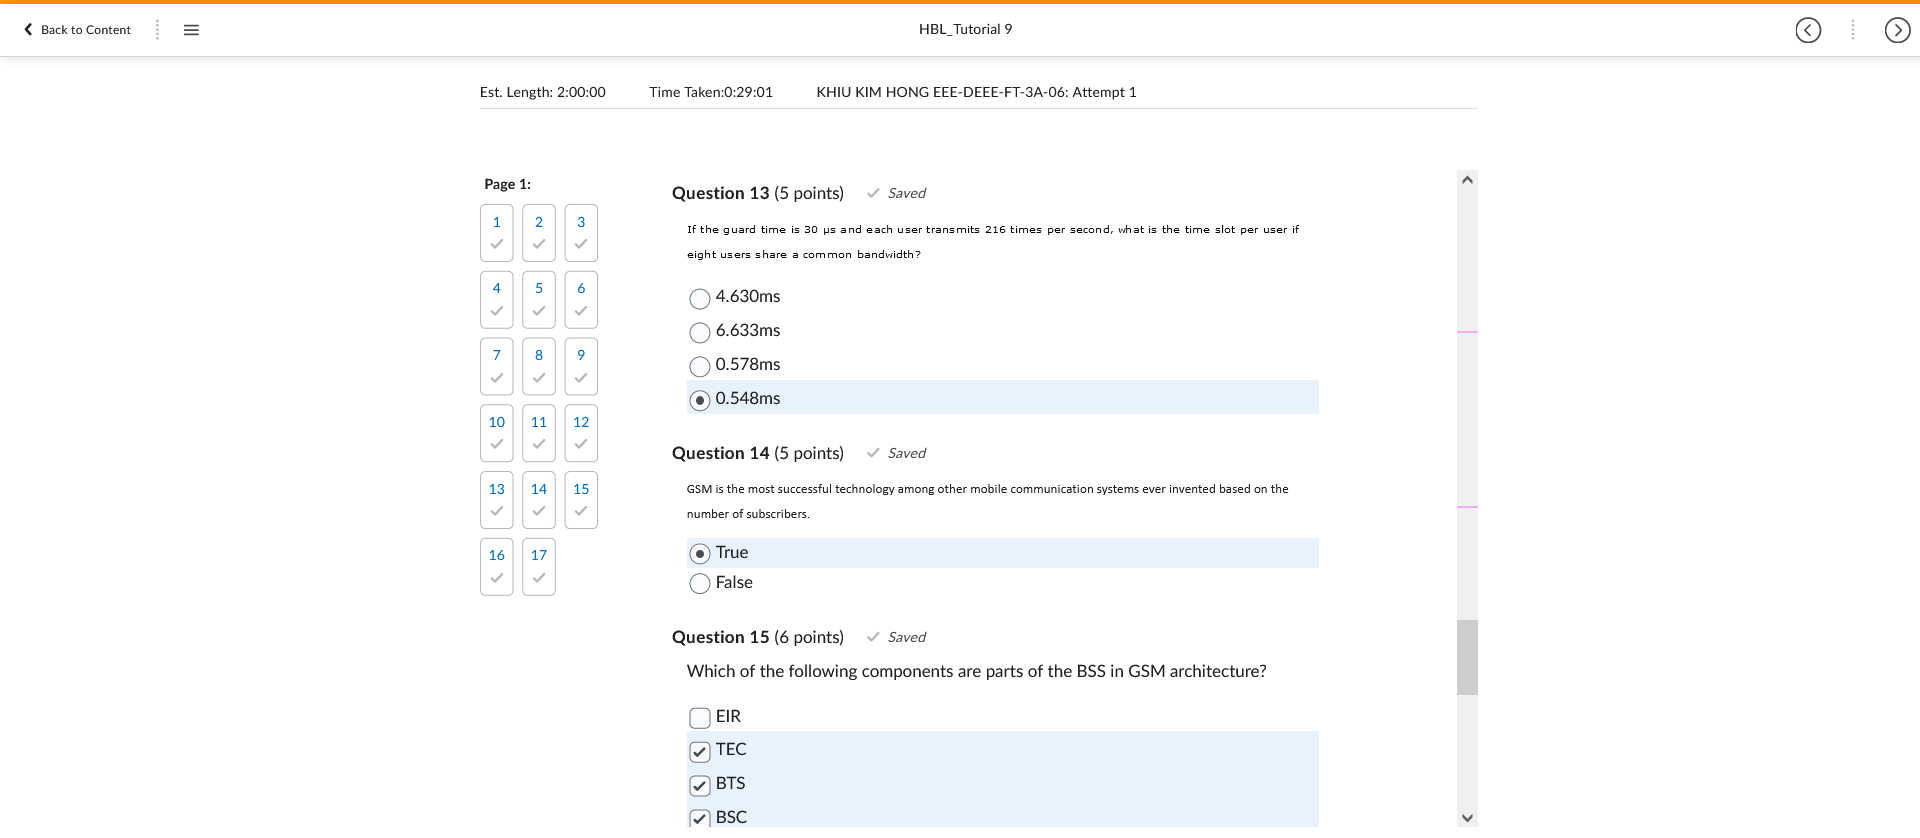 Back to Content
HBL_Tutorial 9
Est. Length: 2:00:00 Time Taken:0:29:01 KHIU KIM HONG EEE-DEEE-FT-3A-06: Attempt 1
Page 1:
1 2 3
4 5 6
7 8 9
10 11 12
13 14 15
16 17
Question 13 (5 points) Saved
If the guard time is 30 µs and each user transmits 216 times per second, what is the time slot per user if
eight users share a common bandwidth?
4.630ms
6.633ms
0.578ms
0.548ms
Question 14 (5 points) Saved
GSM is the most successful technology among other mobile communication systems ever invented based on the
number of subscribers.
True
False
Question 15 (6 points) Saved
Which of the following components are parts of the BSS in GSM architecture?
EIR
TEC
BTS
BSC